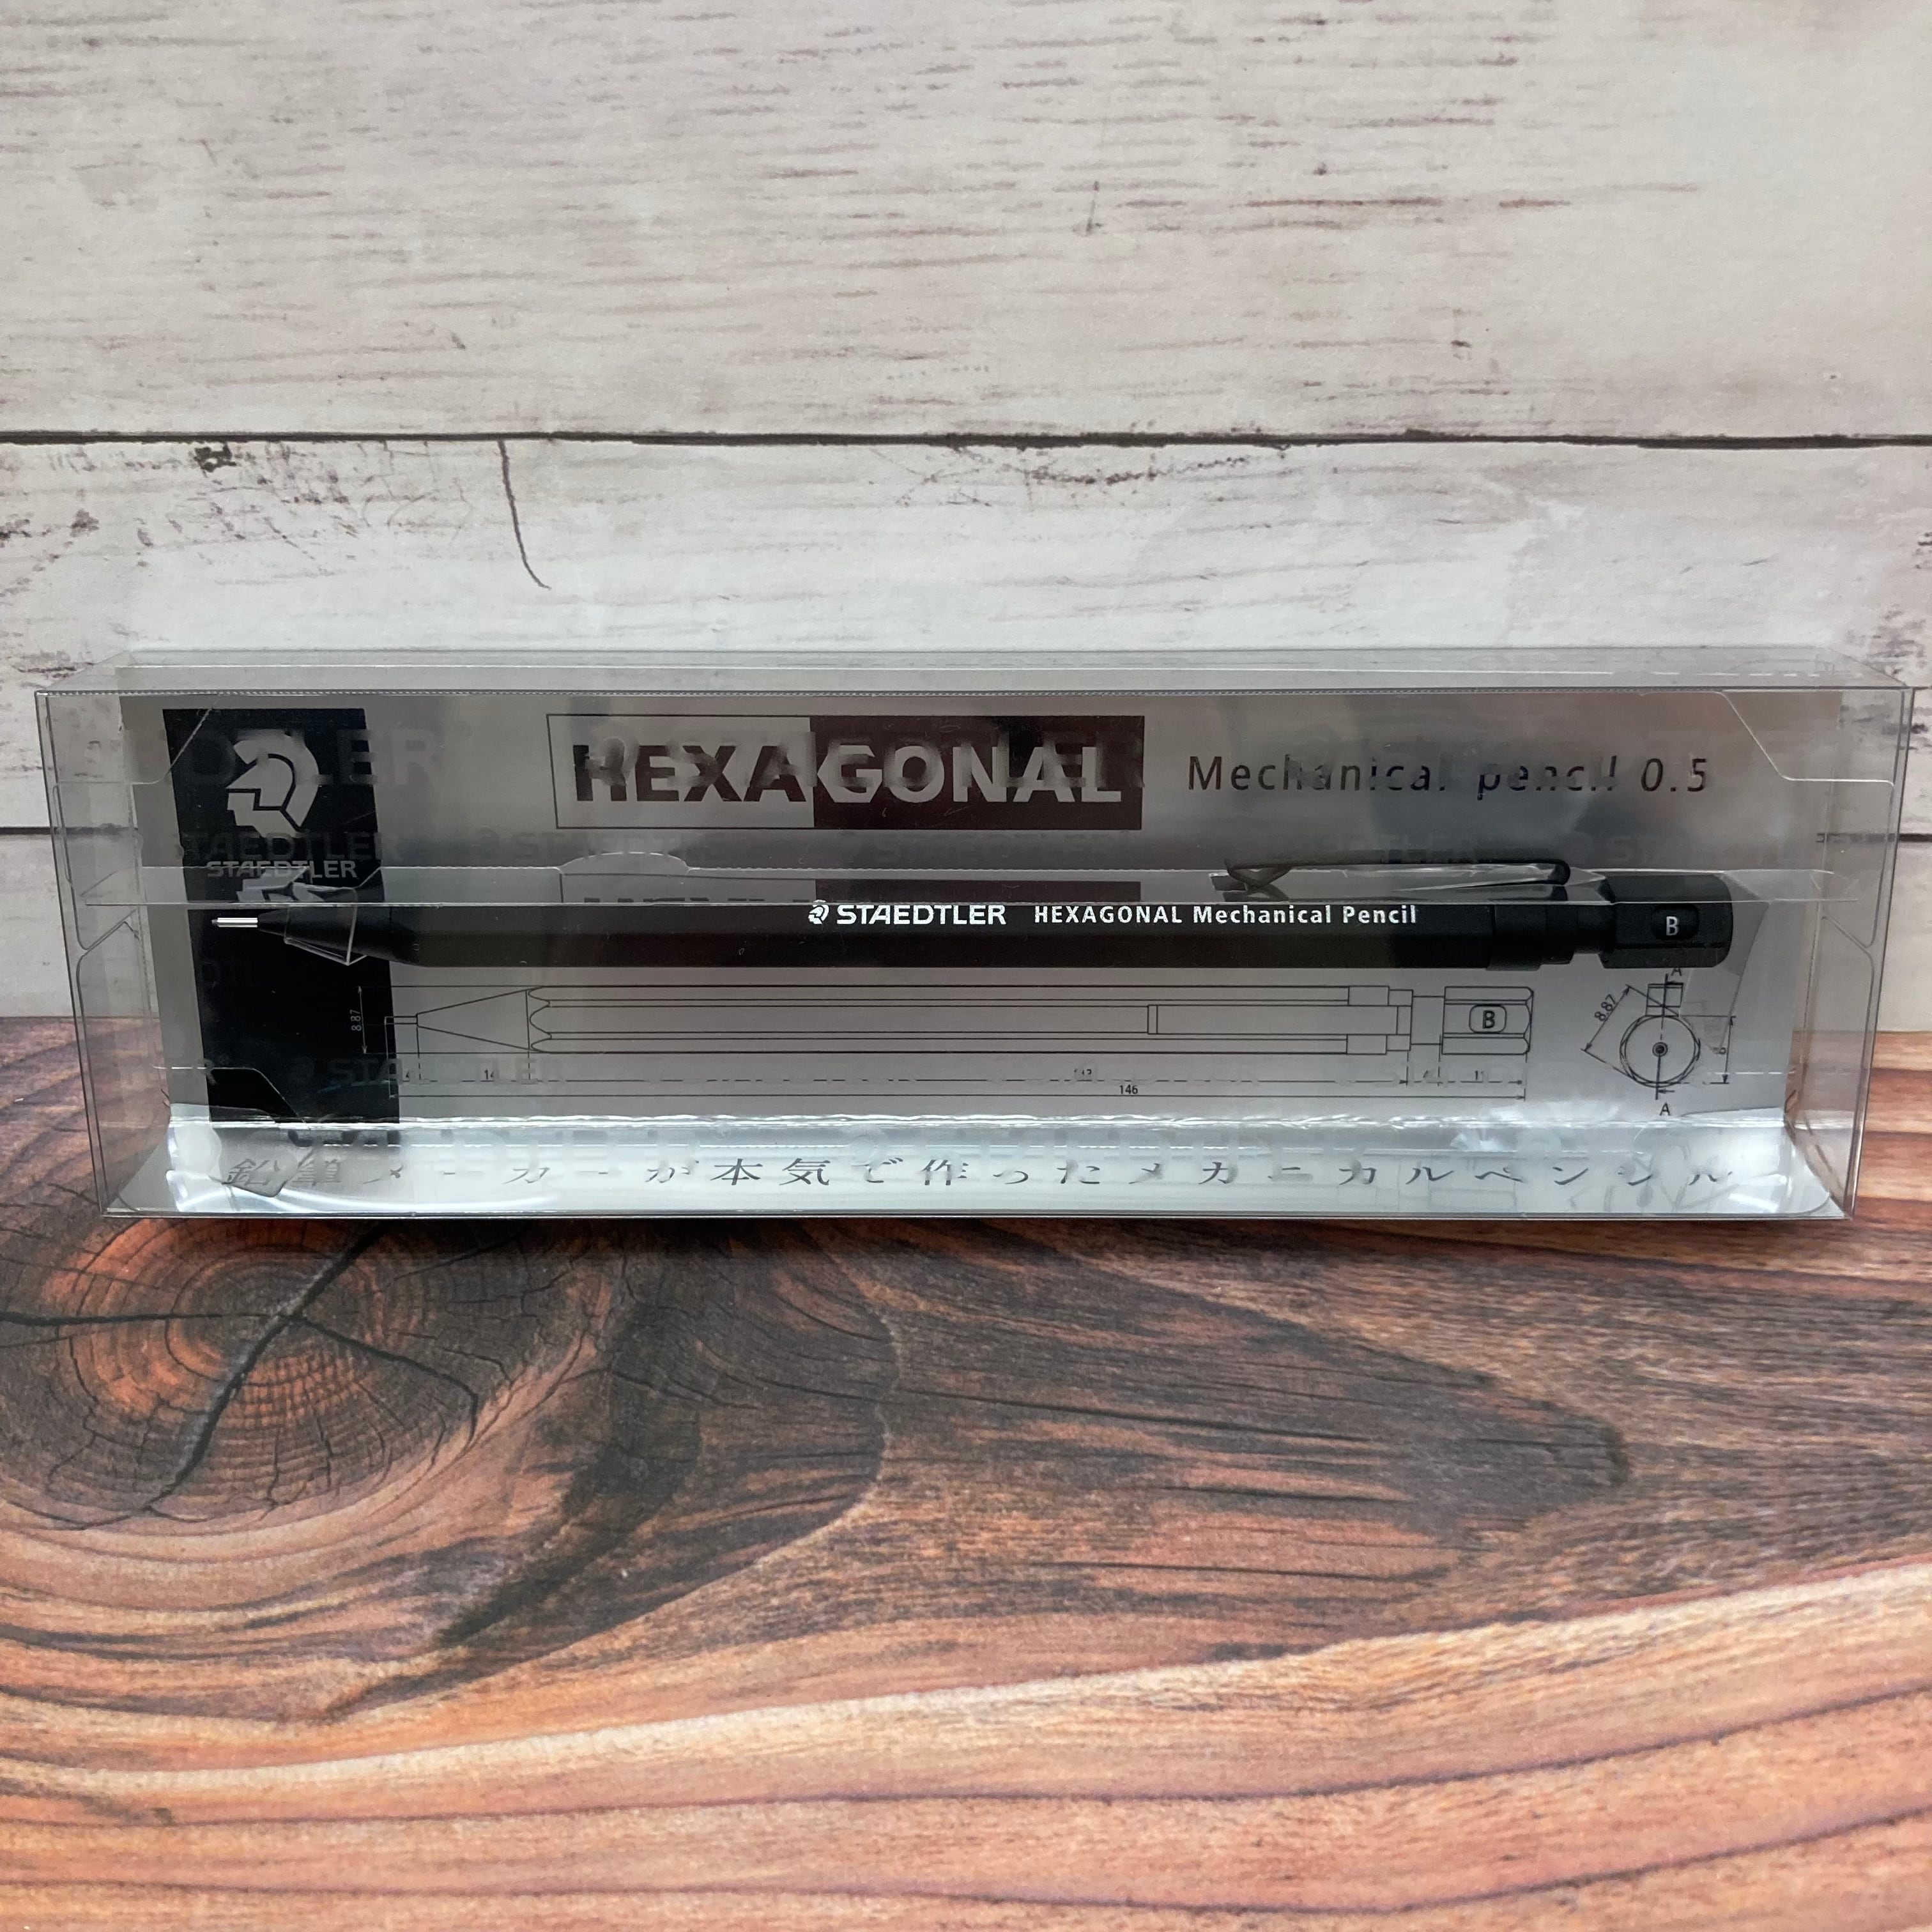 HEXAGONAL Mechanical pencil 0.5
STAEDTLER
STAEDTLER HEXAGONAL Mechanical Pencil B
8.87
B
8.87
A
146
A
鉛筆メーカーが本気で作ったメカニカルペンシル